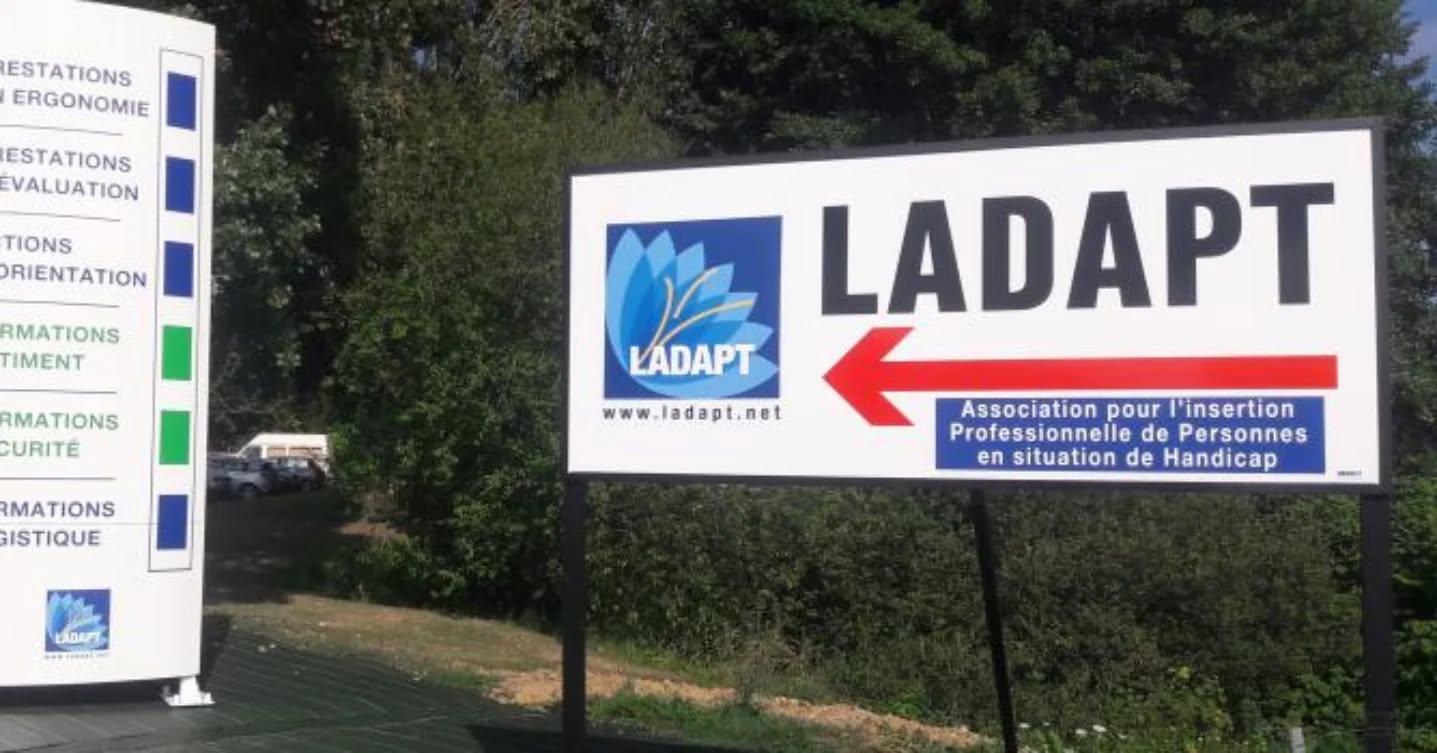 RESTATIONS
ERGONOMIE
RESTATIONS
ÉVALUATION
TIONS
ORIENTATION
RMATIONS
TIMENT
RMATIONS
CURITÉ
RMATIONS
GISTIQUE
LADAPT
LADAPT
LADAPT
www.ladapt.net
Association pour l'insertion
Professionnelle de Personnes
en situation de Handicap